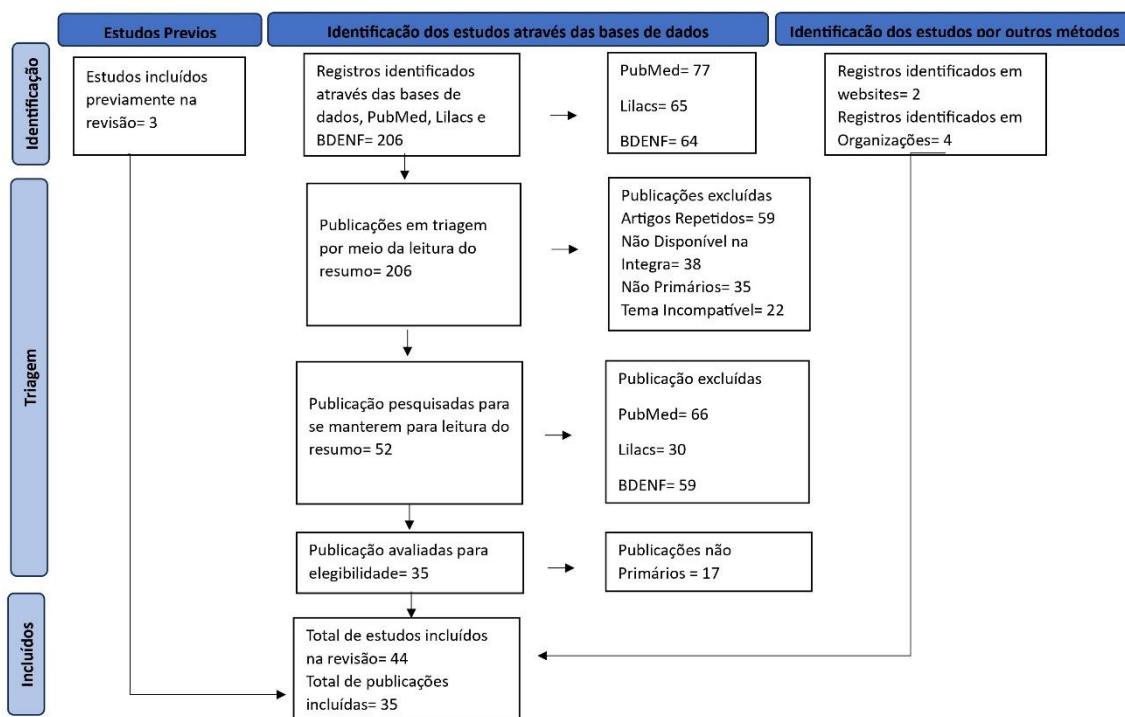 Estudos Previos
Identificação dos estudos através das bases de dados
Identificação dos estudos por outros métodos
Identificação
Estudos incluídos
previamente na
revisão= 3
Registros identificados
através das bases de
dados, PubMed, Lilacs e
BDENF= 206
PubMed= 77
Lilacs= 65
BDENF= 64
Registros identificados em
websites= 2
Registros identificados em
Organizações= 4
Triagem
Publicações em triagem
por meio da leitura do
resumo= 206
Publicações excluídas
Artigos Repetidos= 59
Não Disponível na
Integra= 38
Não Primários= 35
Tema Incompatível= 22
Publicação pesquisadas para
se manterem para leitura do
resumo= 52
Publicação excluídas
PubMed= 66
Lilacs= 30
BDENF= 59
Publicação avaliadas para
elegibilidade= 35
Publicações não
Primários = 17
Incluídos
Total de estudos incluídos
na revisão= 44
Total de publicações
incluídas= 35